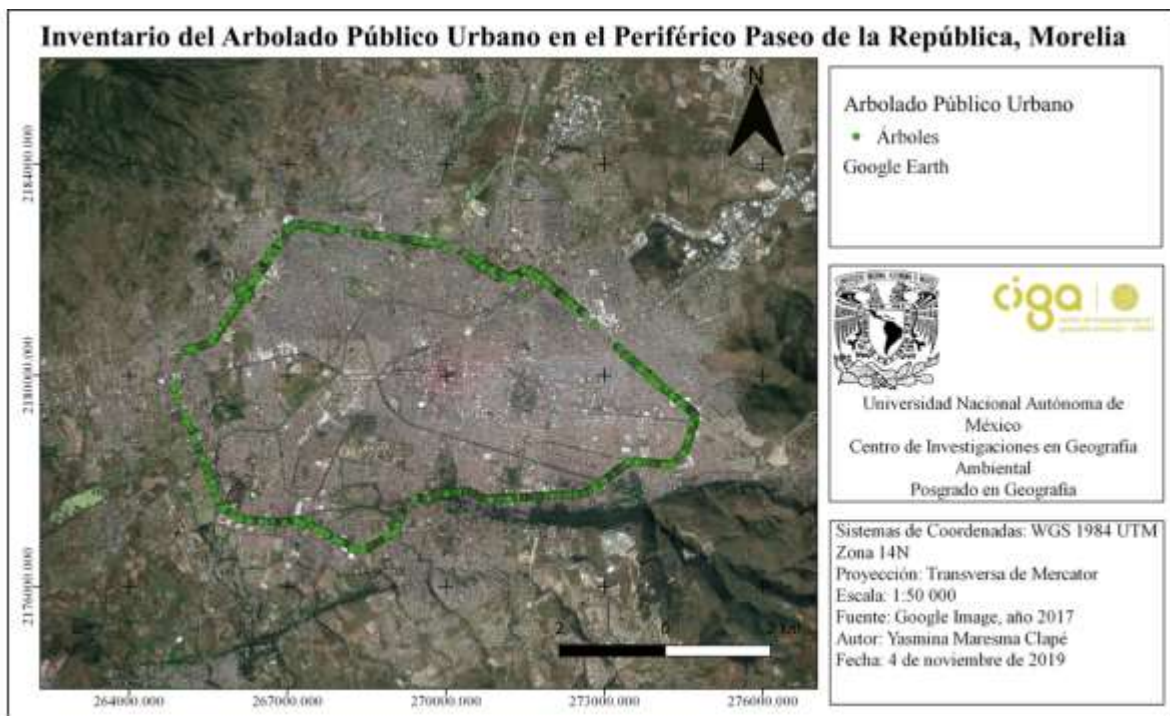 Inventario del Arbolado Público Urbano en el Periférico Paseo de la República, Morelia
N
2184000.000
2180000.000
2176000.000
264000.000
267000.000
270000.000
273000.000
276000.000
2
0
2 km
Arbolado Público Urbano
Árboles
Google Earth
ciga
Universidad Nacional Autónoma de
México
Centro de Investigaciones en Geografía
Ambiental
Posgrado en Geografía
Sistemas de Coordenadas: WGS 1984 UTM
Zona 14N
Proyección: Transversa de Mercator
Escala: 1:50 000
Fuente: Google Image, año 2017
Autor: Yasmina Maresma Clapé
Fecha: 4 de noviembre de 2019